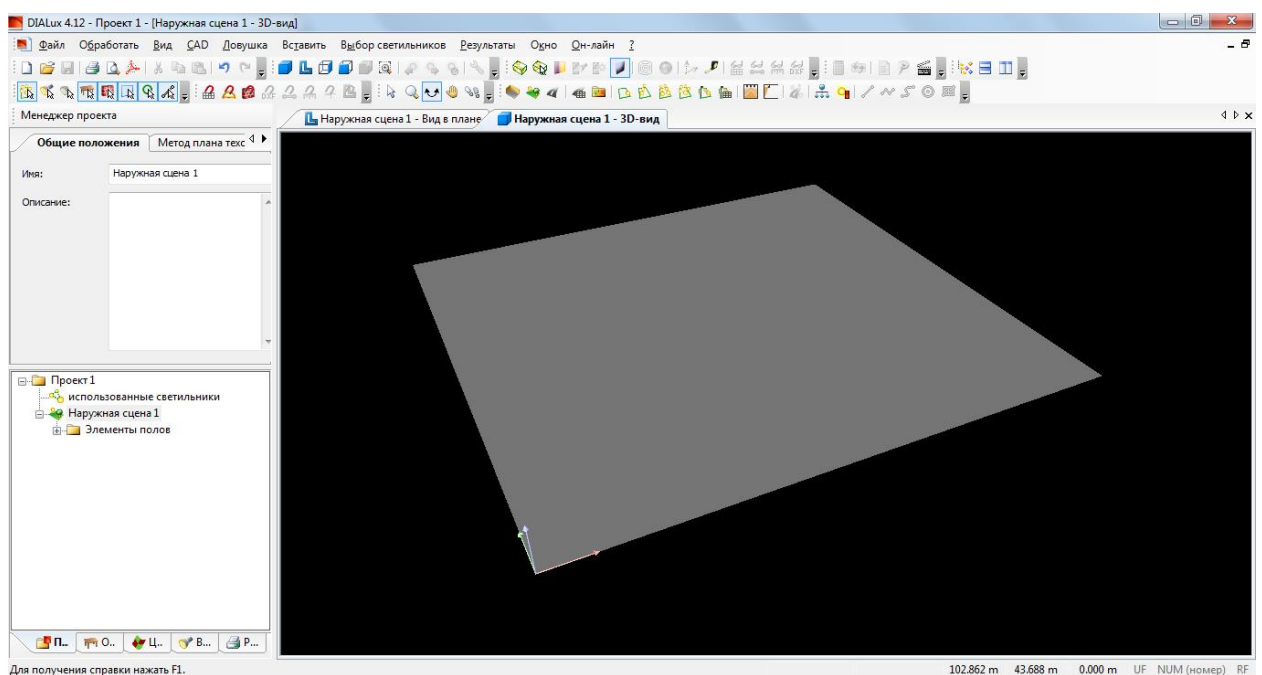 DIALux 4.12 - Проект 1 - [Наружная сцена 1 - 3D-вид]
Файл Обработать Вид CAD Ловушка Вставить Выбор светильников Результаты Окно Он-лайн ?
Менеджер проекта
Наружная сцена 1 - Вид в плане Наружная сцена 1 - 3D-вид
Общие положения Метод плана текс
Имя: Наружная сцена 1
Описание:
Проект 1
использованные светильники
Наружная сцена 1
Элементы полов
П... О.. Ц.. В... Р...
Для получения справки нажать F1. 102.862 m 43.688 m 0.000 m UF NUM (номер) RF